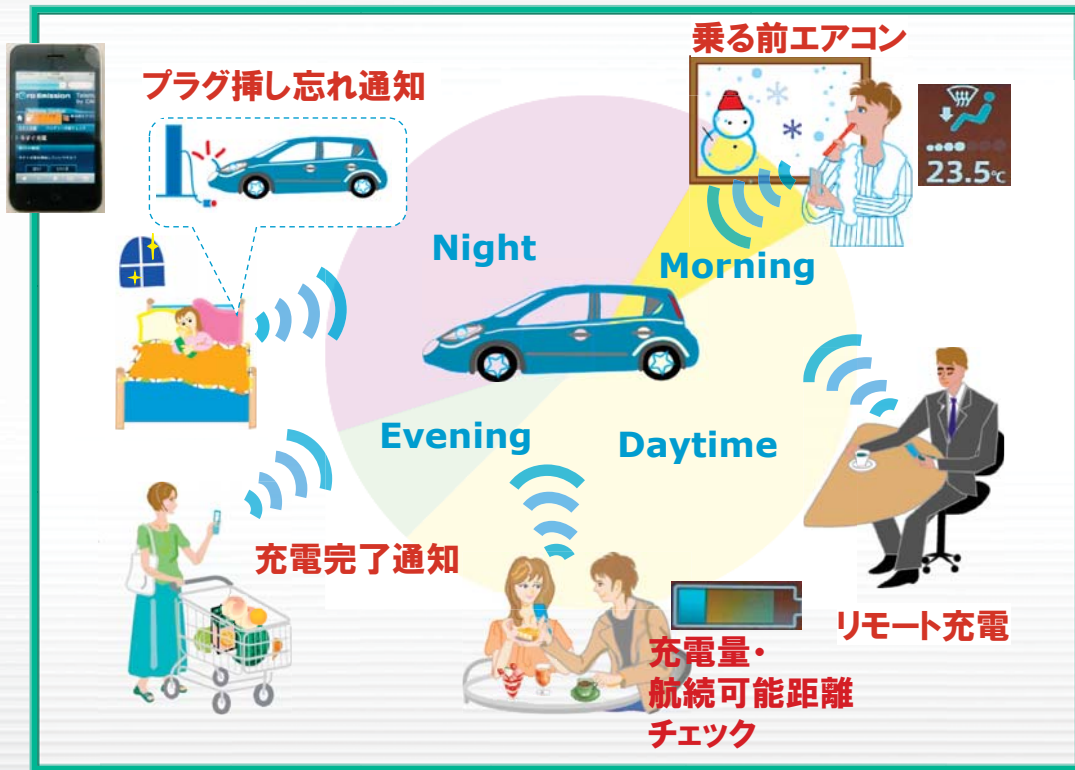 乗る前エアコン
プラグ挿し忘れ通知
23.5℃
Night
Morning
Evening
Daytime
充電完了通知
リモート充電
充電量・
航続可能距離
チェック